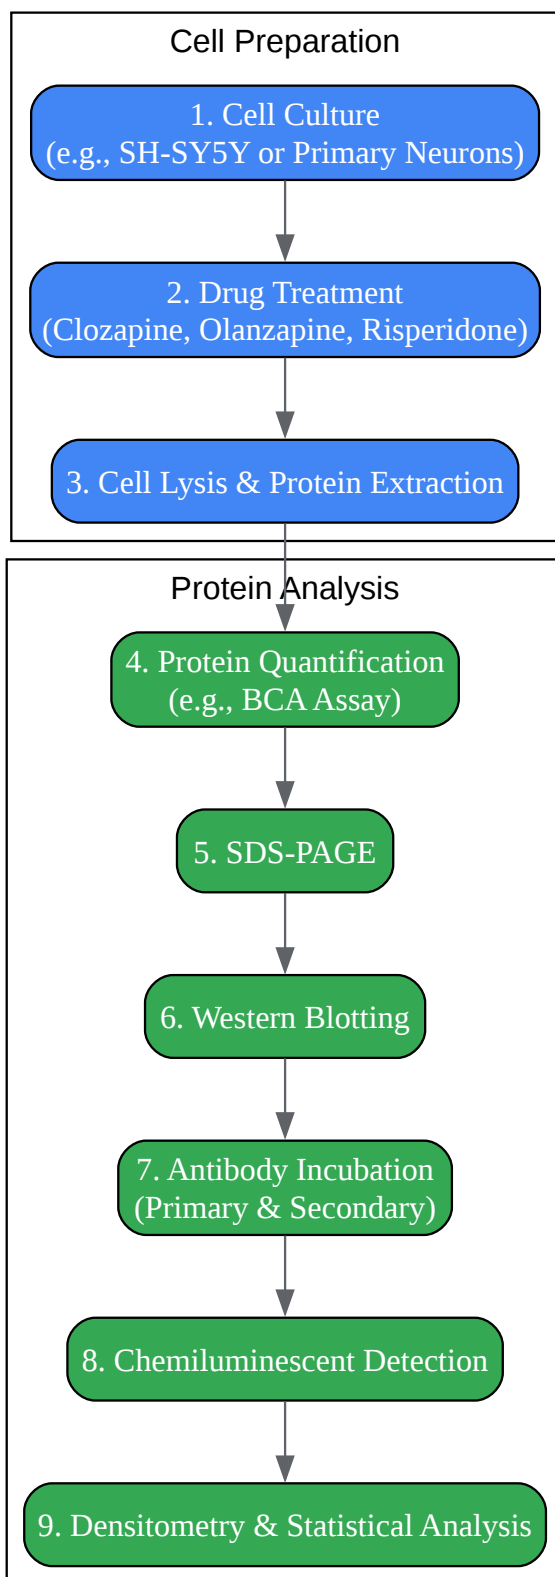 Cell Preparation
1. Cell Culture
(e.g., SH-SY5Y or Primary Neurons)
2. Drug Treatment
(Clozapine, Olanzapine, Risperidone)
3. Cell Lysis & Protein Extraction
Protein Analysis
4. Protein Quantification
(e.g., BCA Assay)
5. SDS-PAGE
6. Western Blotting
7. Antibody Incubation
(Primary & Secondary)
8. Chemiluminescent Detection
9. Densitometry & Statistical Analysis